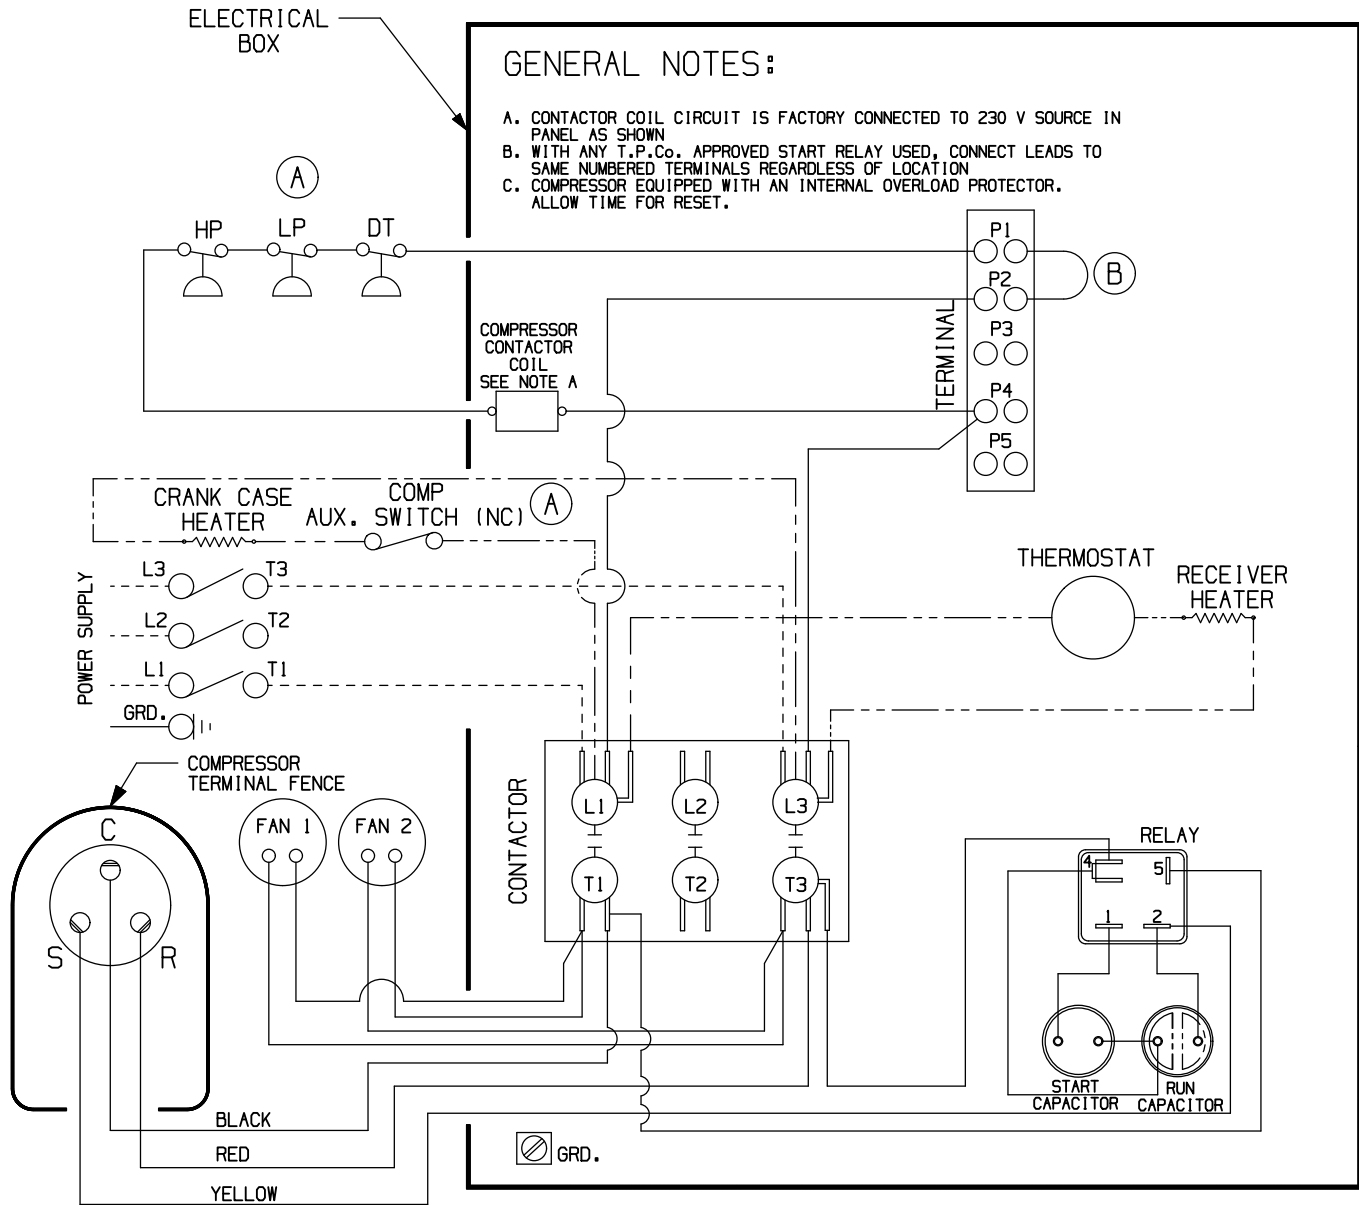 ELECTRICAL
BOX
GENERAL NOTES:
A. CONTACTOR COIL CIRCUIT IS FACTORY CONNECTED TO 230 V SOURCE IN
PANEL AS SHOWN
B. WITH ANY T.P.Co. APPROVED START RELAY USED, CONNECT LEADS TO
SAME NUMBERED TERMINALS REGARDLESS OF LOCATION
C. COMPRESSOR EQUIPPED WITH AN INTERNAL OVERLOAD PROTECTOR.
ALLOW TIME FOR RESET.
A
HP
LP
DT
P1
P2
P3
P4
P5
TERMINAL
B
COMPRESSOR
CONTACTOR
COIL
SEE NOTE A
CRANK CASE
HEATER
COMP
AUX. SWITCH (NC)
A
POWER SUPPLY
L3
T3
L2
T2
L1
T1
GRD.
THERMOSTAT
RECEIVER
HEATER
COMPRESSOR
TERMINAL FENCE
C
S
R
FAN 1
FAN 2
CONTACTOR
L1
L2
L3
T1
T2
T3
RELAY
4
5
1
2
START
CAPACITOR
RUN
CAPACITOR
BLACK
RED
YELLOW
GRD.